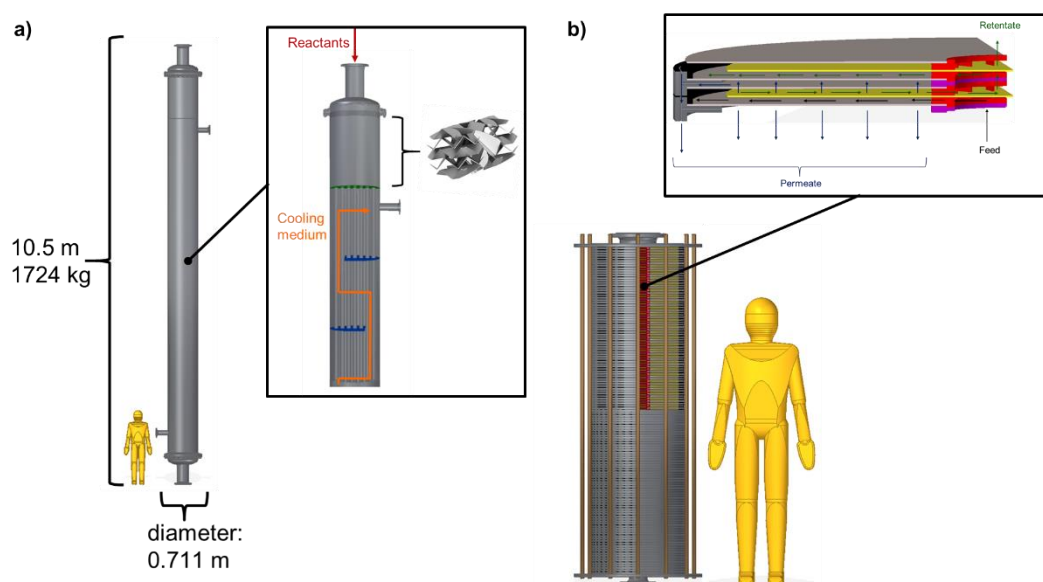 a)
10.5 m
1724 kg
diameter:
0.711 m
Reactants
Cooling
medium
b)
Retentate
Feed
Permeate